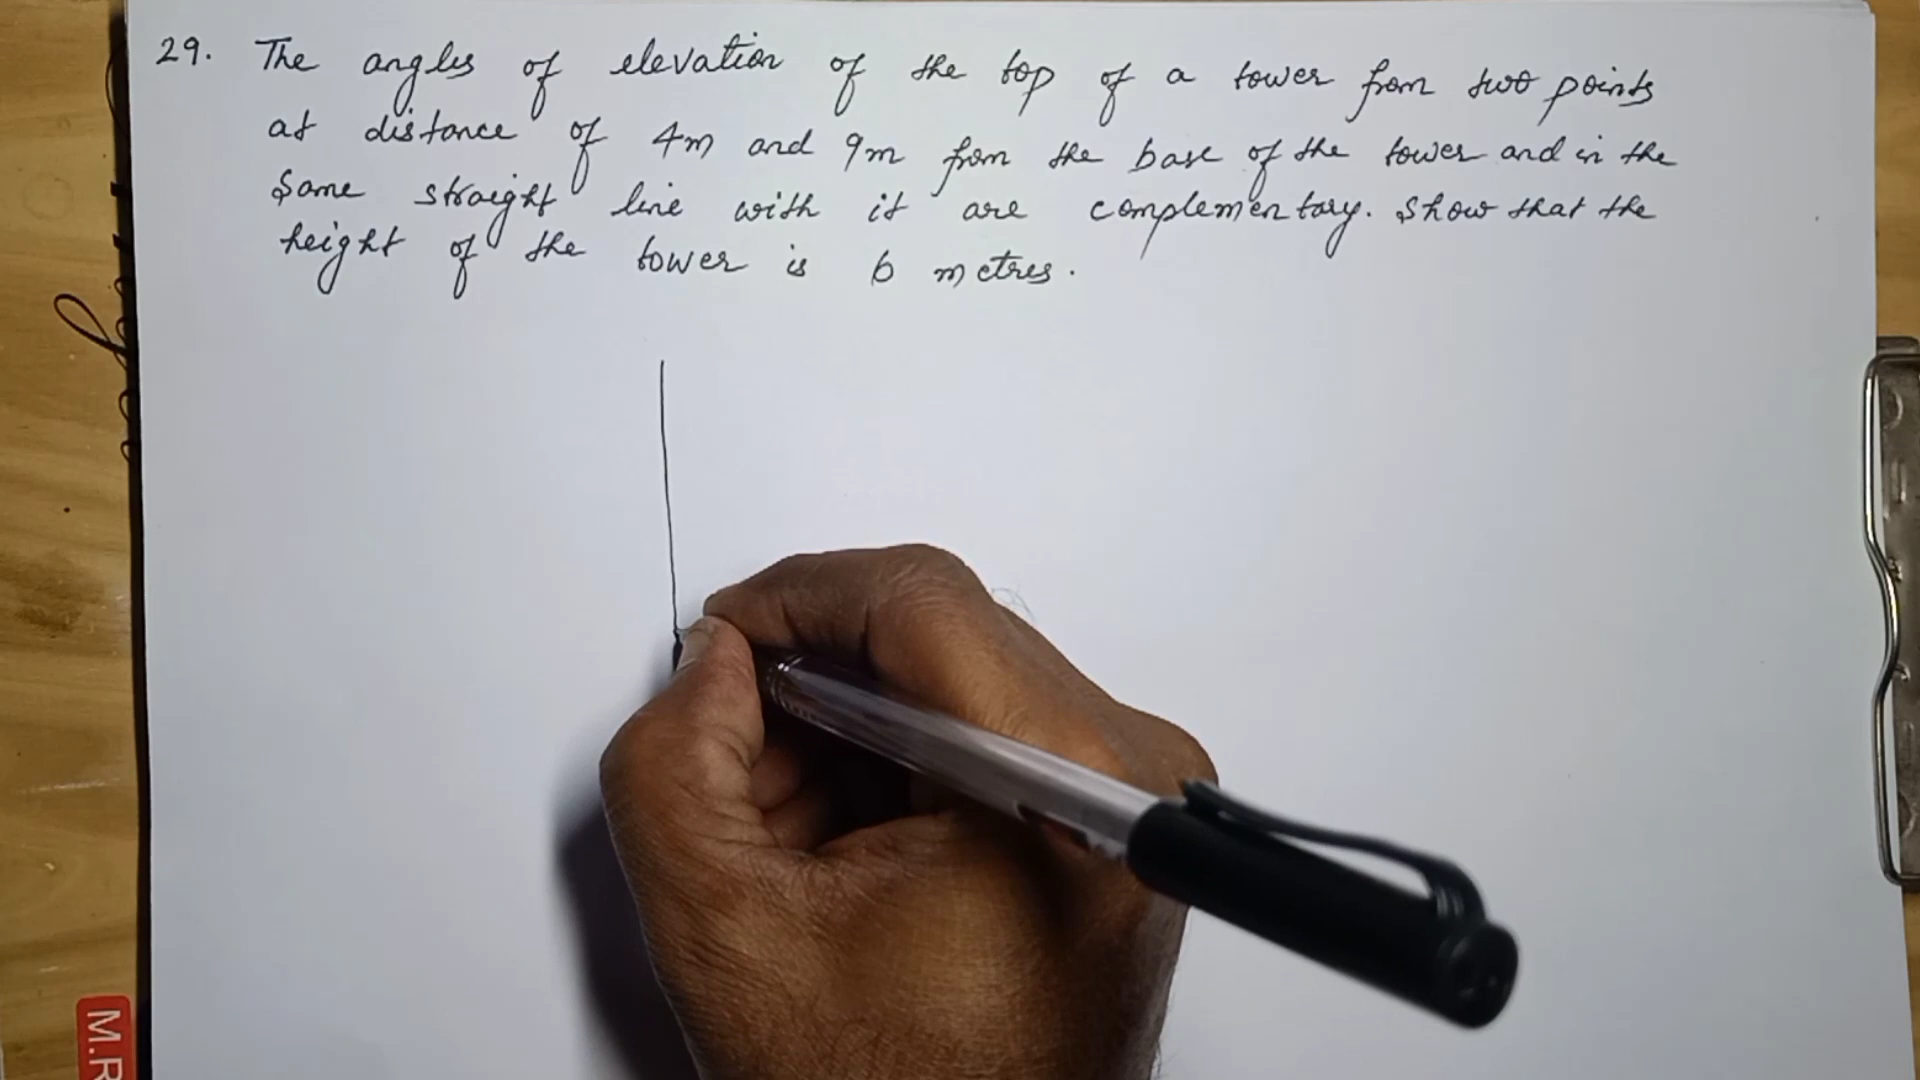 29. The angles of elevation of the top of a tower from two points
at distance of 4m and 9m from the base of the tower and in the
same straight line with it are complementary. Show that the
height of the tower is 6 metres.
M.R